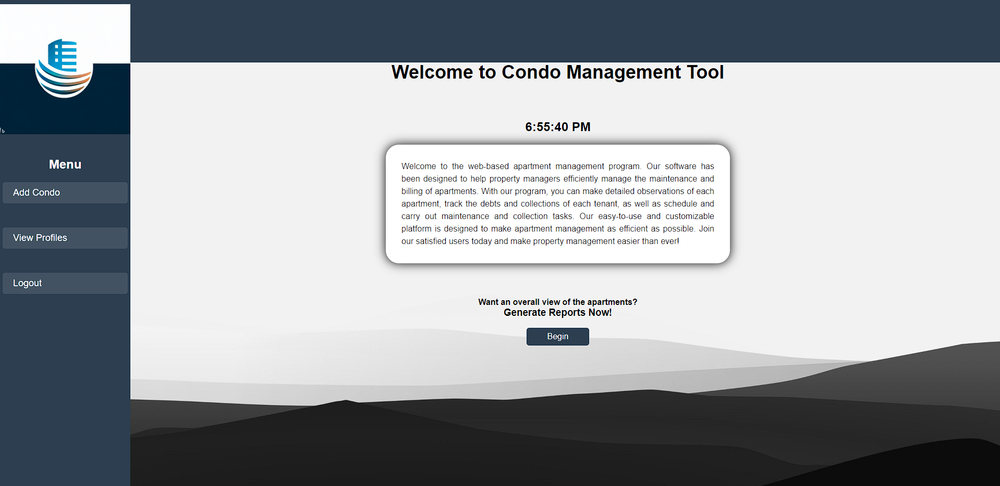 Welcome to Condo Management Tool
6:55:40 PM
Menu
Add Condo
View Profiles
Logout
Welcome to the web-based apartment management program. Our software has
been designed to help property managers efficiently manage the maintenance and
billing of apartments. With our program, you can make detailed observations of each
apartment, track the debts and collections of each tenant, as well as schedule and
carry out maintenance and collection tasks. Our easy-to-use and customizable
platform is designed to make apartment management as efficient as possible. Join
our satisfied users today and make property management easier than ever!
Want an overall view of the apartments?
Generate Reports Now!
Begin